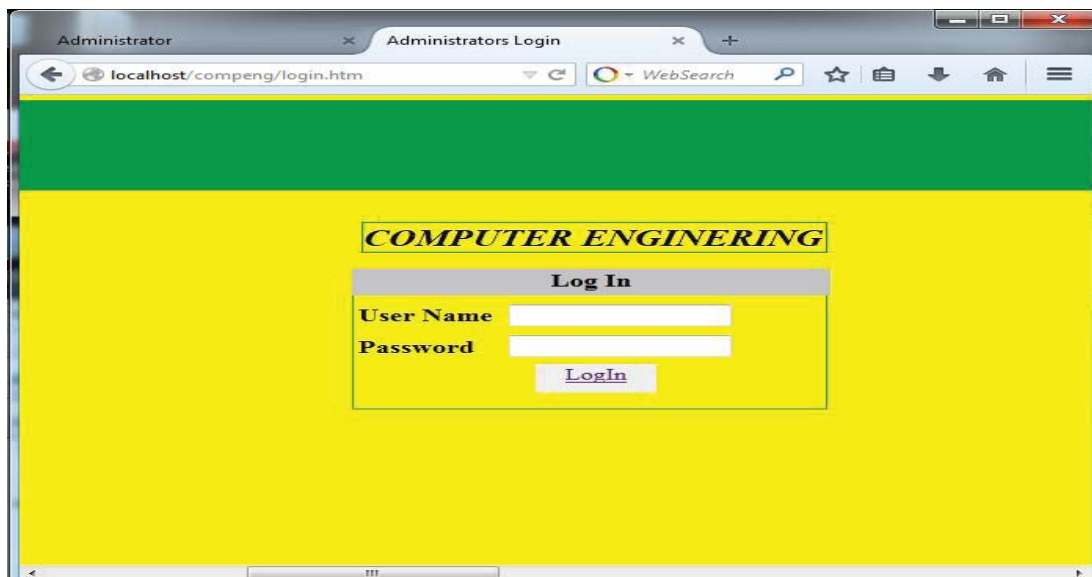 Administrator
Administrators Login
localhost/compeng/login.htm
WebSearch
COMPUTER ENGINERING
Log In
User Name
Password
LogIn